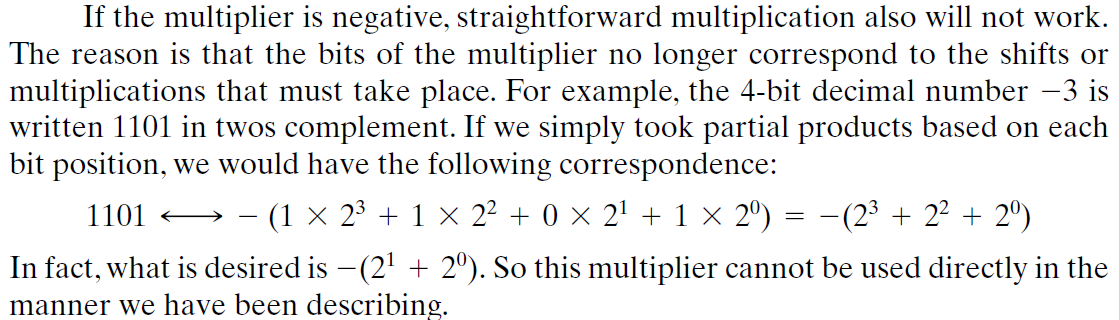 If the multiplier is negative, straightforward multiplication also will not work.
The reason is that the bits of the multiplier no longer correspond to the shifts or
multiplications that must take place. For example, the 4-bit decimal number −3 is
written 1101 in twos complement. If we simply took partial products based on each
bit position, we would have the following correspondence:
1101 ⟷ − (1 × 2³ + 1 × 2² + 0 × 2¹ + 1 × 2⁰) = −(2³ + 2² + 2⁰)
In fact, what is desired is −(2¹ + 2⁰). So this multiplier cannot be used directly in the
manner we have been describing.